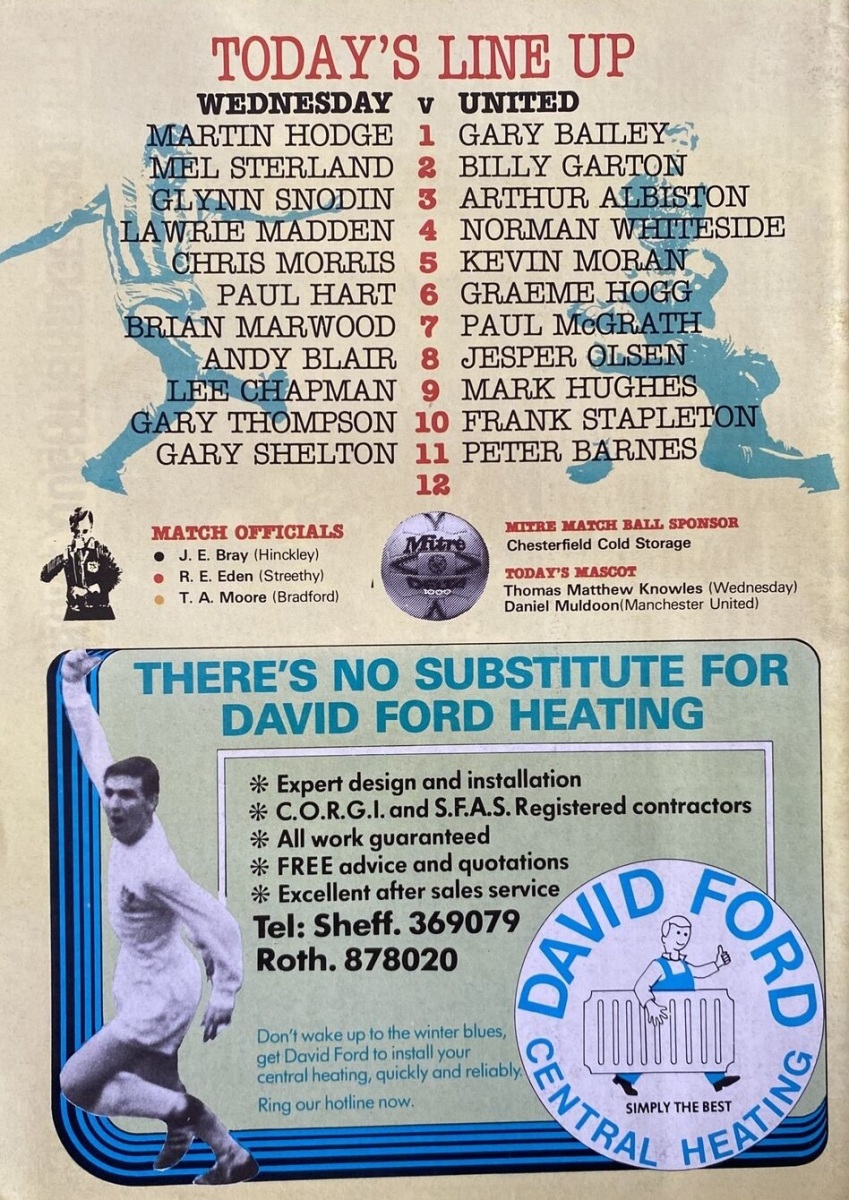 TODAY'S LINE UP
WEDNESDAY v UNITED
MARTIN HODGE 1 GARY BAILEY
MEL STERLAND 2 BILLY GARTON
GLYNN SNODIN 3 ARTHUR ALBISTON
LAWRIE MADDEN 4 NORMAN WHITESIDE
CHRIS MORRIS 5 KEVIN MORAN
PAUL HART 6 GRAEME HOGG
BRIAN MARWOOD 7 PAUL McGRATH
ANDY BLAIR 8 JESPER OLSEN
LEE CHAPMAN 9 MARK HUGHES
GARY THOMPSON 10 FRANK STAPLETON
GARY SHELTON 11 PETER BARNES
12
MATCH OFFICIALS
J. E. Bray (Hinckley)
R. E. Eden (Streethy)
T. A. Moore (Bradford)
Mitre
1000
MITRE MATCH BALL SPONSOR
Chesterfield Cold Storage
TODAY'S MASCOT
Thomas Matthew Knowles (Wednesday)
Daniel Muldoon(Manchester United)
THERE'S NO SUBSTITUTE FOR
DAVID FORD HEATING
❊ Expert design and installation
❊ C.O.R.G.I. and S.F.A.S. Registered contractors
❊ All work guaranteed
❊ FREE advice and quotations
❊ Excellent after sales service
Tel: Sheff. 369079
Roth. 878020
Don't wake up to the winter blues,
get David Ford to install your
central heating, quickly and reliably.
Ring our hotline now.
DAVID FORD
SIMPLY THE BEST
CENTRAL HEATING